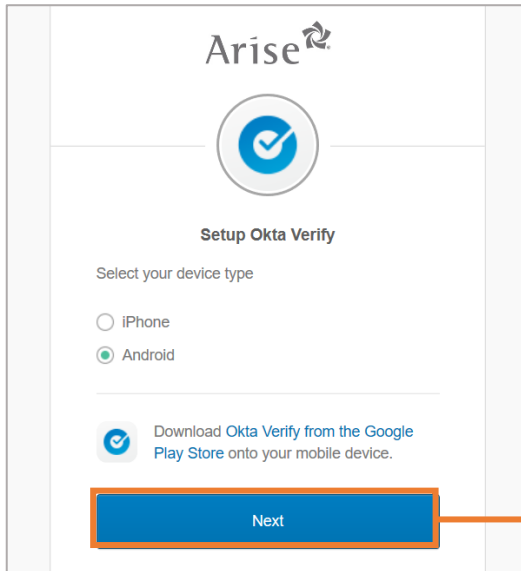 Arise
Setup Okta Verify
Select your device type
iPhone
Android
Download Okta Verify from the Google
Play Store onto your mobile device.
Next